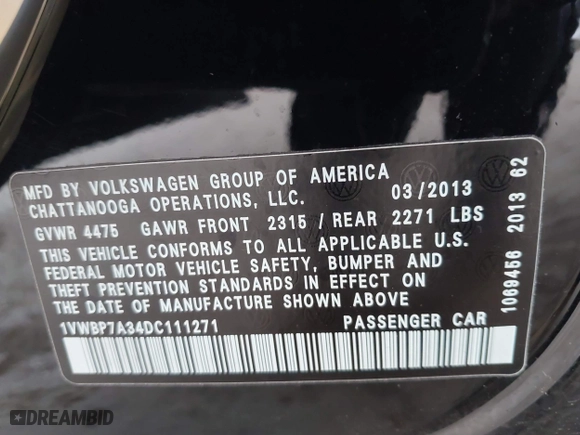 MFD BY VOLKSWAGEN GROUP OF AMERICA
CHATTANOOGA OPERATIONS, LLC. 03/2013
GVWR 4475 GAWR FRONT 2315 / REAR 2271 LBS
THIS VEHICLE CONFORMS TO ALL APPLICABLE U.S.
FEDERAL MOTOR VEHICLE SAFETY, BUMPER AND
THEFT PREVENTION STANDARDS IN EFFECT ON
THE DATE OF MANUFACTURE SHOWN ABOVE
1VWBP7A34DC111271 PASSENGER CAR
1069456 2013 62
DREAMBID